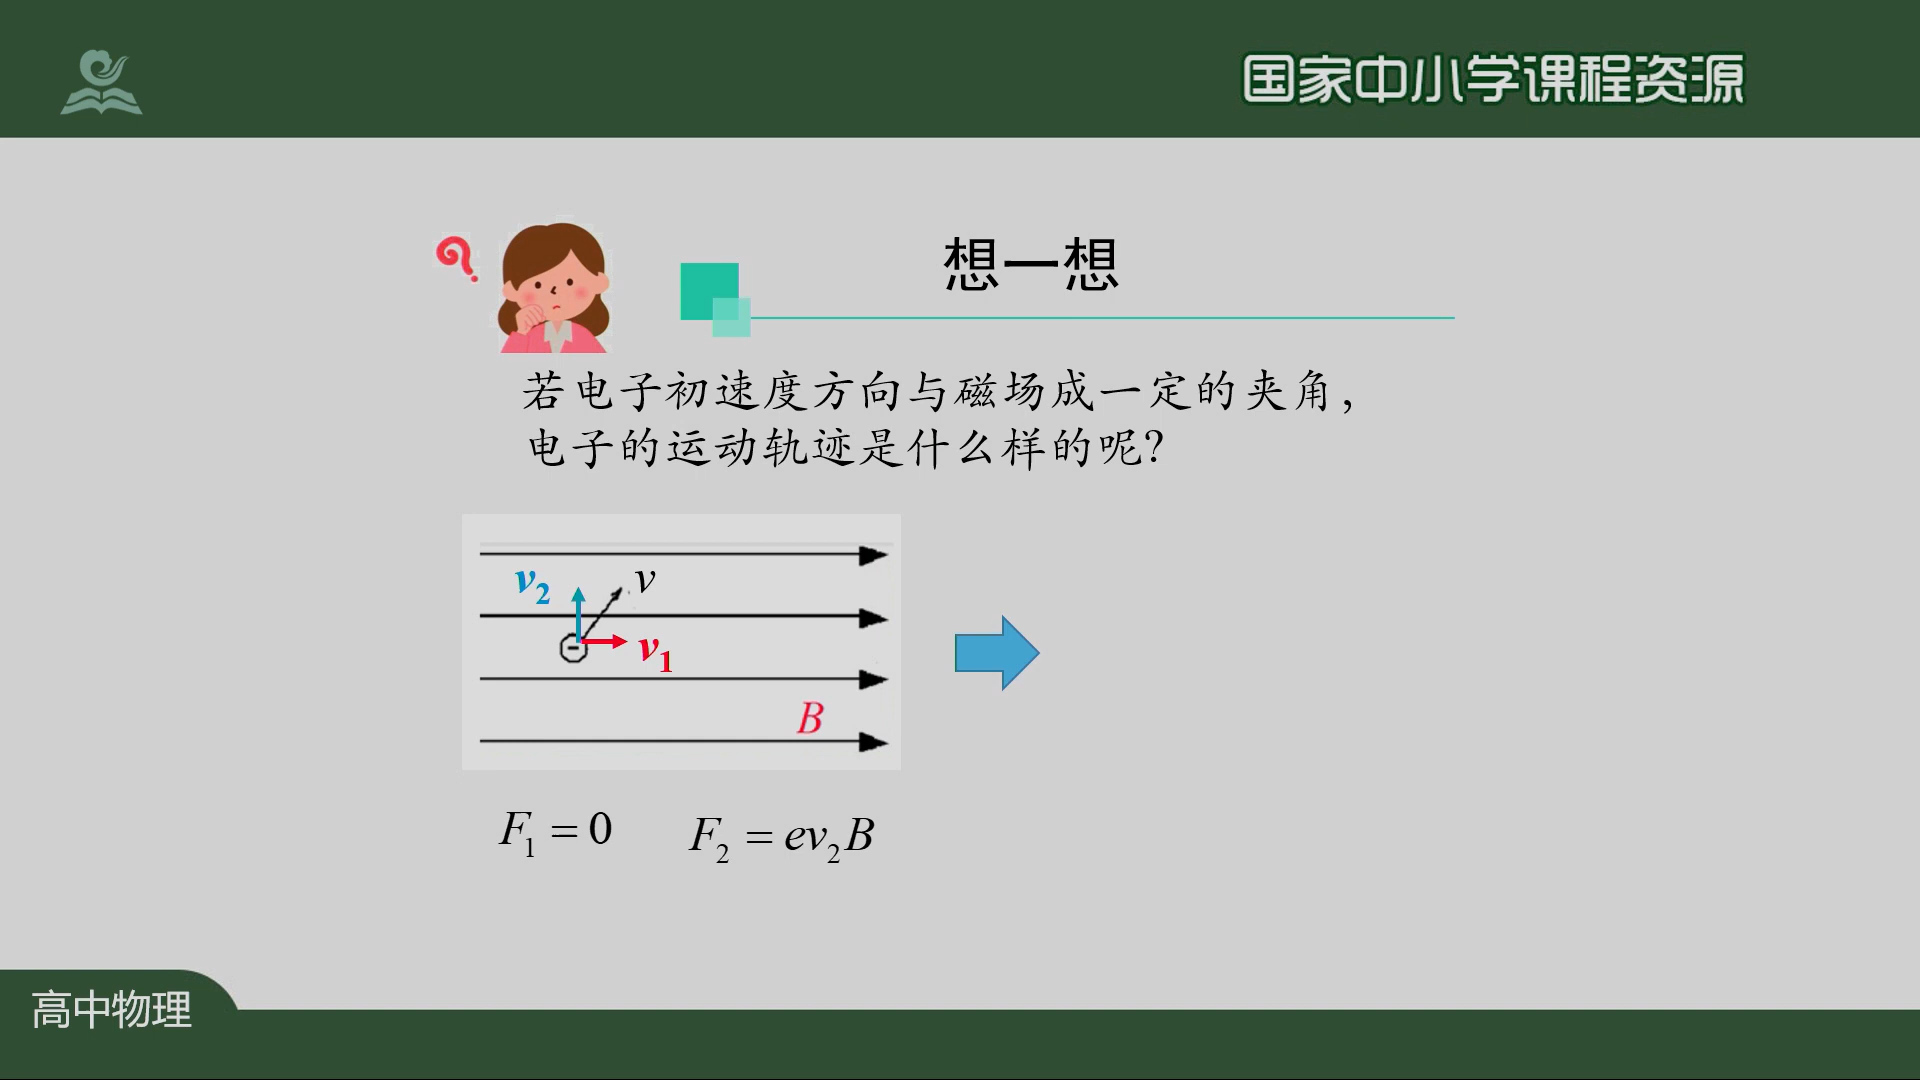 国家中小学课程资源
想一想
若电子初速度方向与磁场成一定的夹角，
电子的运动轨迹是什么样的呢？
v₂
v
v₁
B
F₁ = 0
F₂ = ev₂B
高中物理